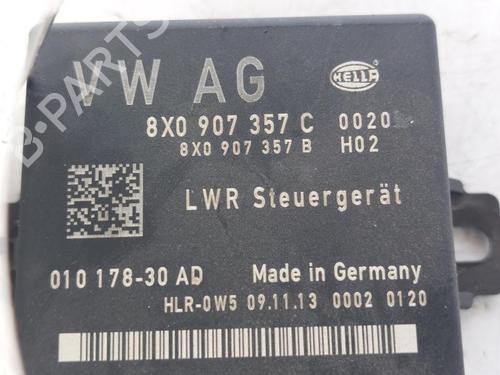 VW AG
HELLA
8X0 907 357 C 0020
8X0 907 357 B H02
LWR Steuergerät
010 178-30 AD Made in Germany
HLR-0W5 09.11.13 0002 0120
B-PARTS